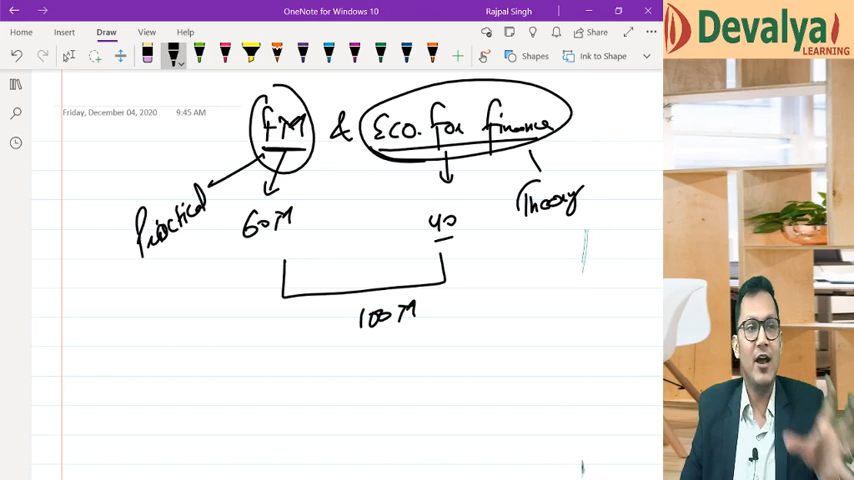 OneNote for Windows 10
Rajpal Singh
Home Insert Draw View Help
Share
Shapes Ink to Shape
Friday, December 04, 2020 9:45 AM
FM & ECO. for finance
Practical
60M
40
Theory
100M
Devalya
LEARNING